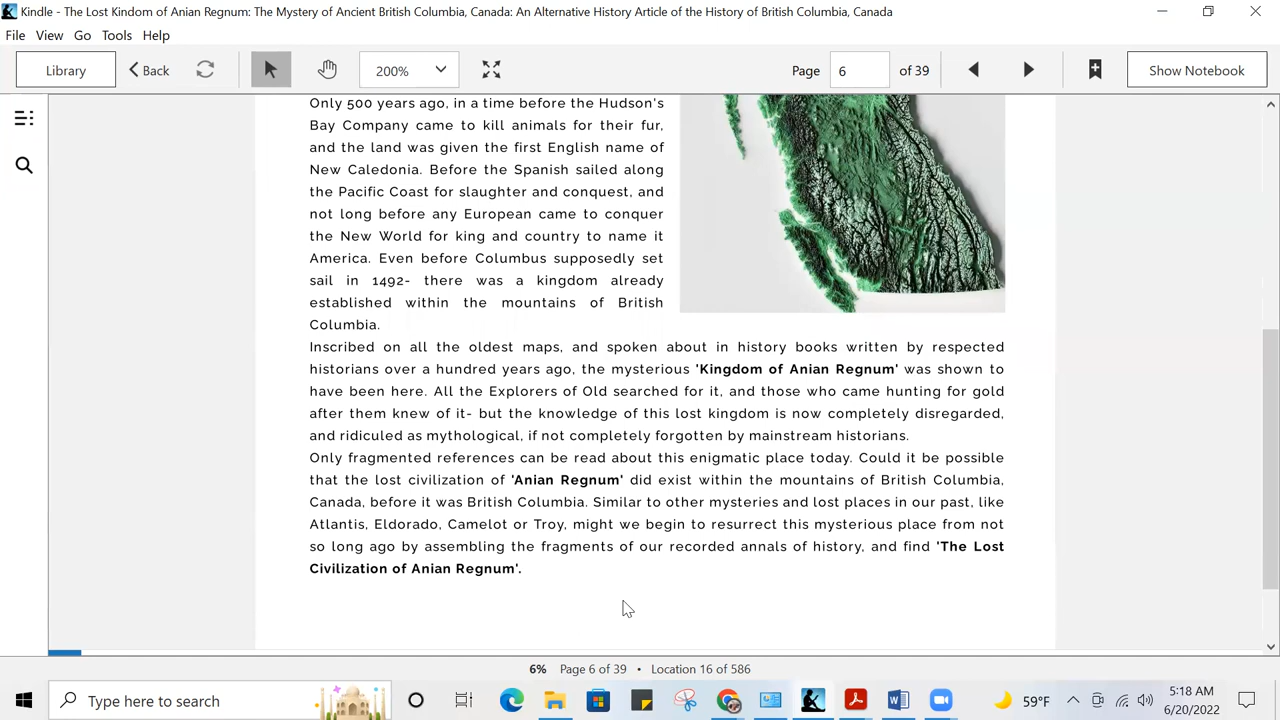 Kindle - The Lost Kindom of Anian Regnum: The Mystery of Ancient British Columbia, Canada: An Alternative History Article of the History of British Columbia, Canada
File View Go Tools Help
Library Back 200% Page 6 of 39 Show Notebook
Only 500 years ago, in a time before the Hudson's
Bay Company came to kill animals for their fur,
and the land was given the first English name of
New Caledonia. Before the Spanish sailed along
the Pacific Coast for slaughter and conquest, and
not long before any European came to conquer
the New World for king and country to name it
America. Even before Columbus supposedly set
sail in 1492- there was a kingdom already
established within the mountains of British
Columbia.
Inscribed on all the oldest maps, and spoken about in history books written by respected
historians over a hundred years ago, the mysterious 'Kingdom of Anian Regnum' was shown to
have been here. All the Explorers of Old searched for it, and those who came hunting for gold
after them knew of it- but the knowledge of this lost kingdom is now completely disregarded,
and ridiculed as mythological, if not completely forgotten by mainstream historians.
Only fragmented references can be read about this enigmatic place today. Could it be possible
that the lost civilization of 'Anian Regnum' did exist within the mountains of British Columbia,
Canada, before it was British Columbia. Similar to other mysteries and lost places in our past, like
Atlantis, Eldorado, Camelot or Troy, might we begin to resurrect this mysterious place from not
so long ago by assembling the fragments of our recorded annals of history, and find 'The Lost
Civilization of Anian Regnum'.
6% Page 6 of 39 • Location 16 of 586
Type here to search 59°F 5:18 AM
6/20/2022